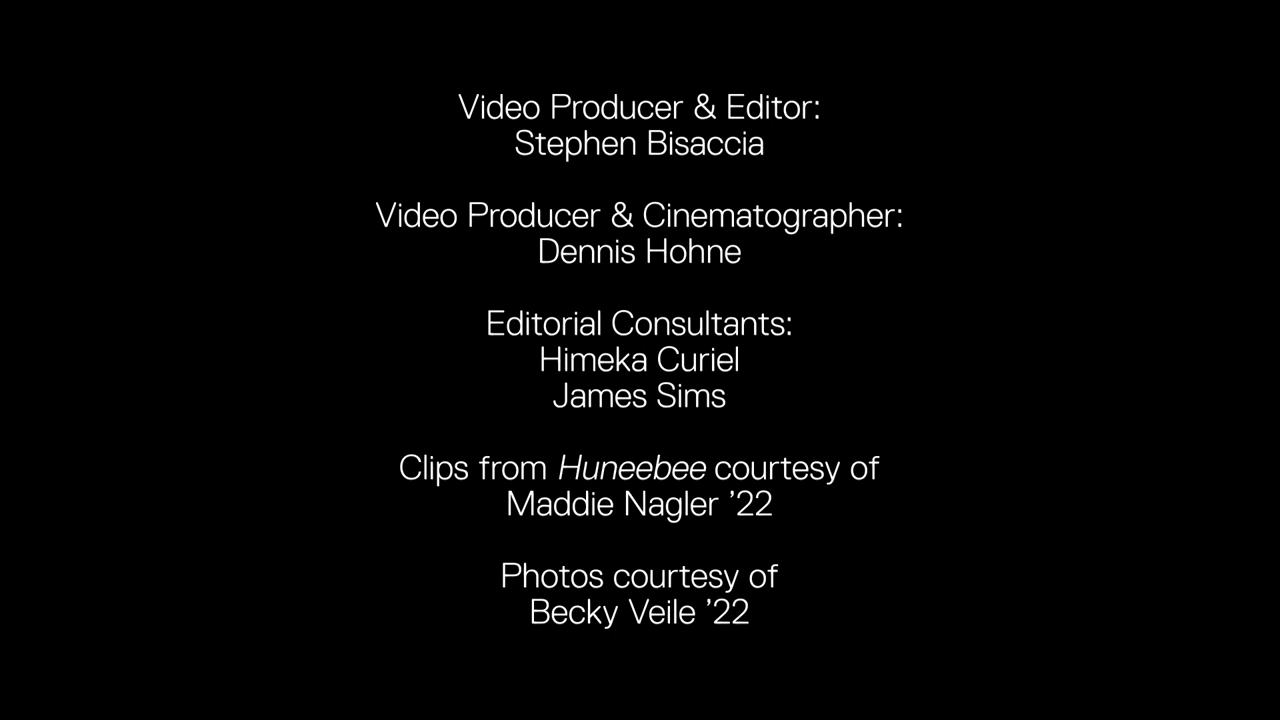 Video Producer & Editor:
Stephen Bisaccia
Video Producer & Cinematographer:
Dennis Hohne
Editorial Consultants:
Himeka Curiel
James Sims
Clips from Huneebee courtesy of
Maddie Nagler ’22
Photos courtesy of
Becky Veile ’22